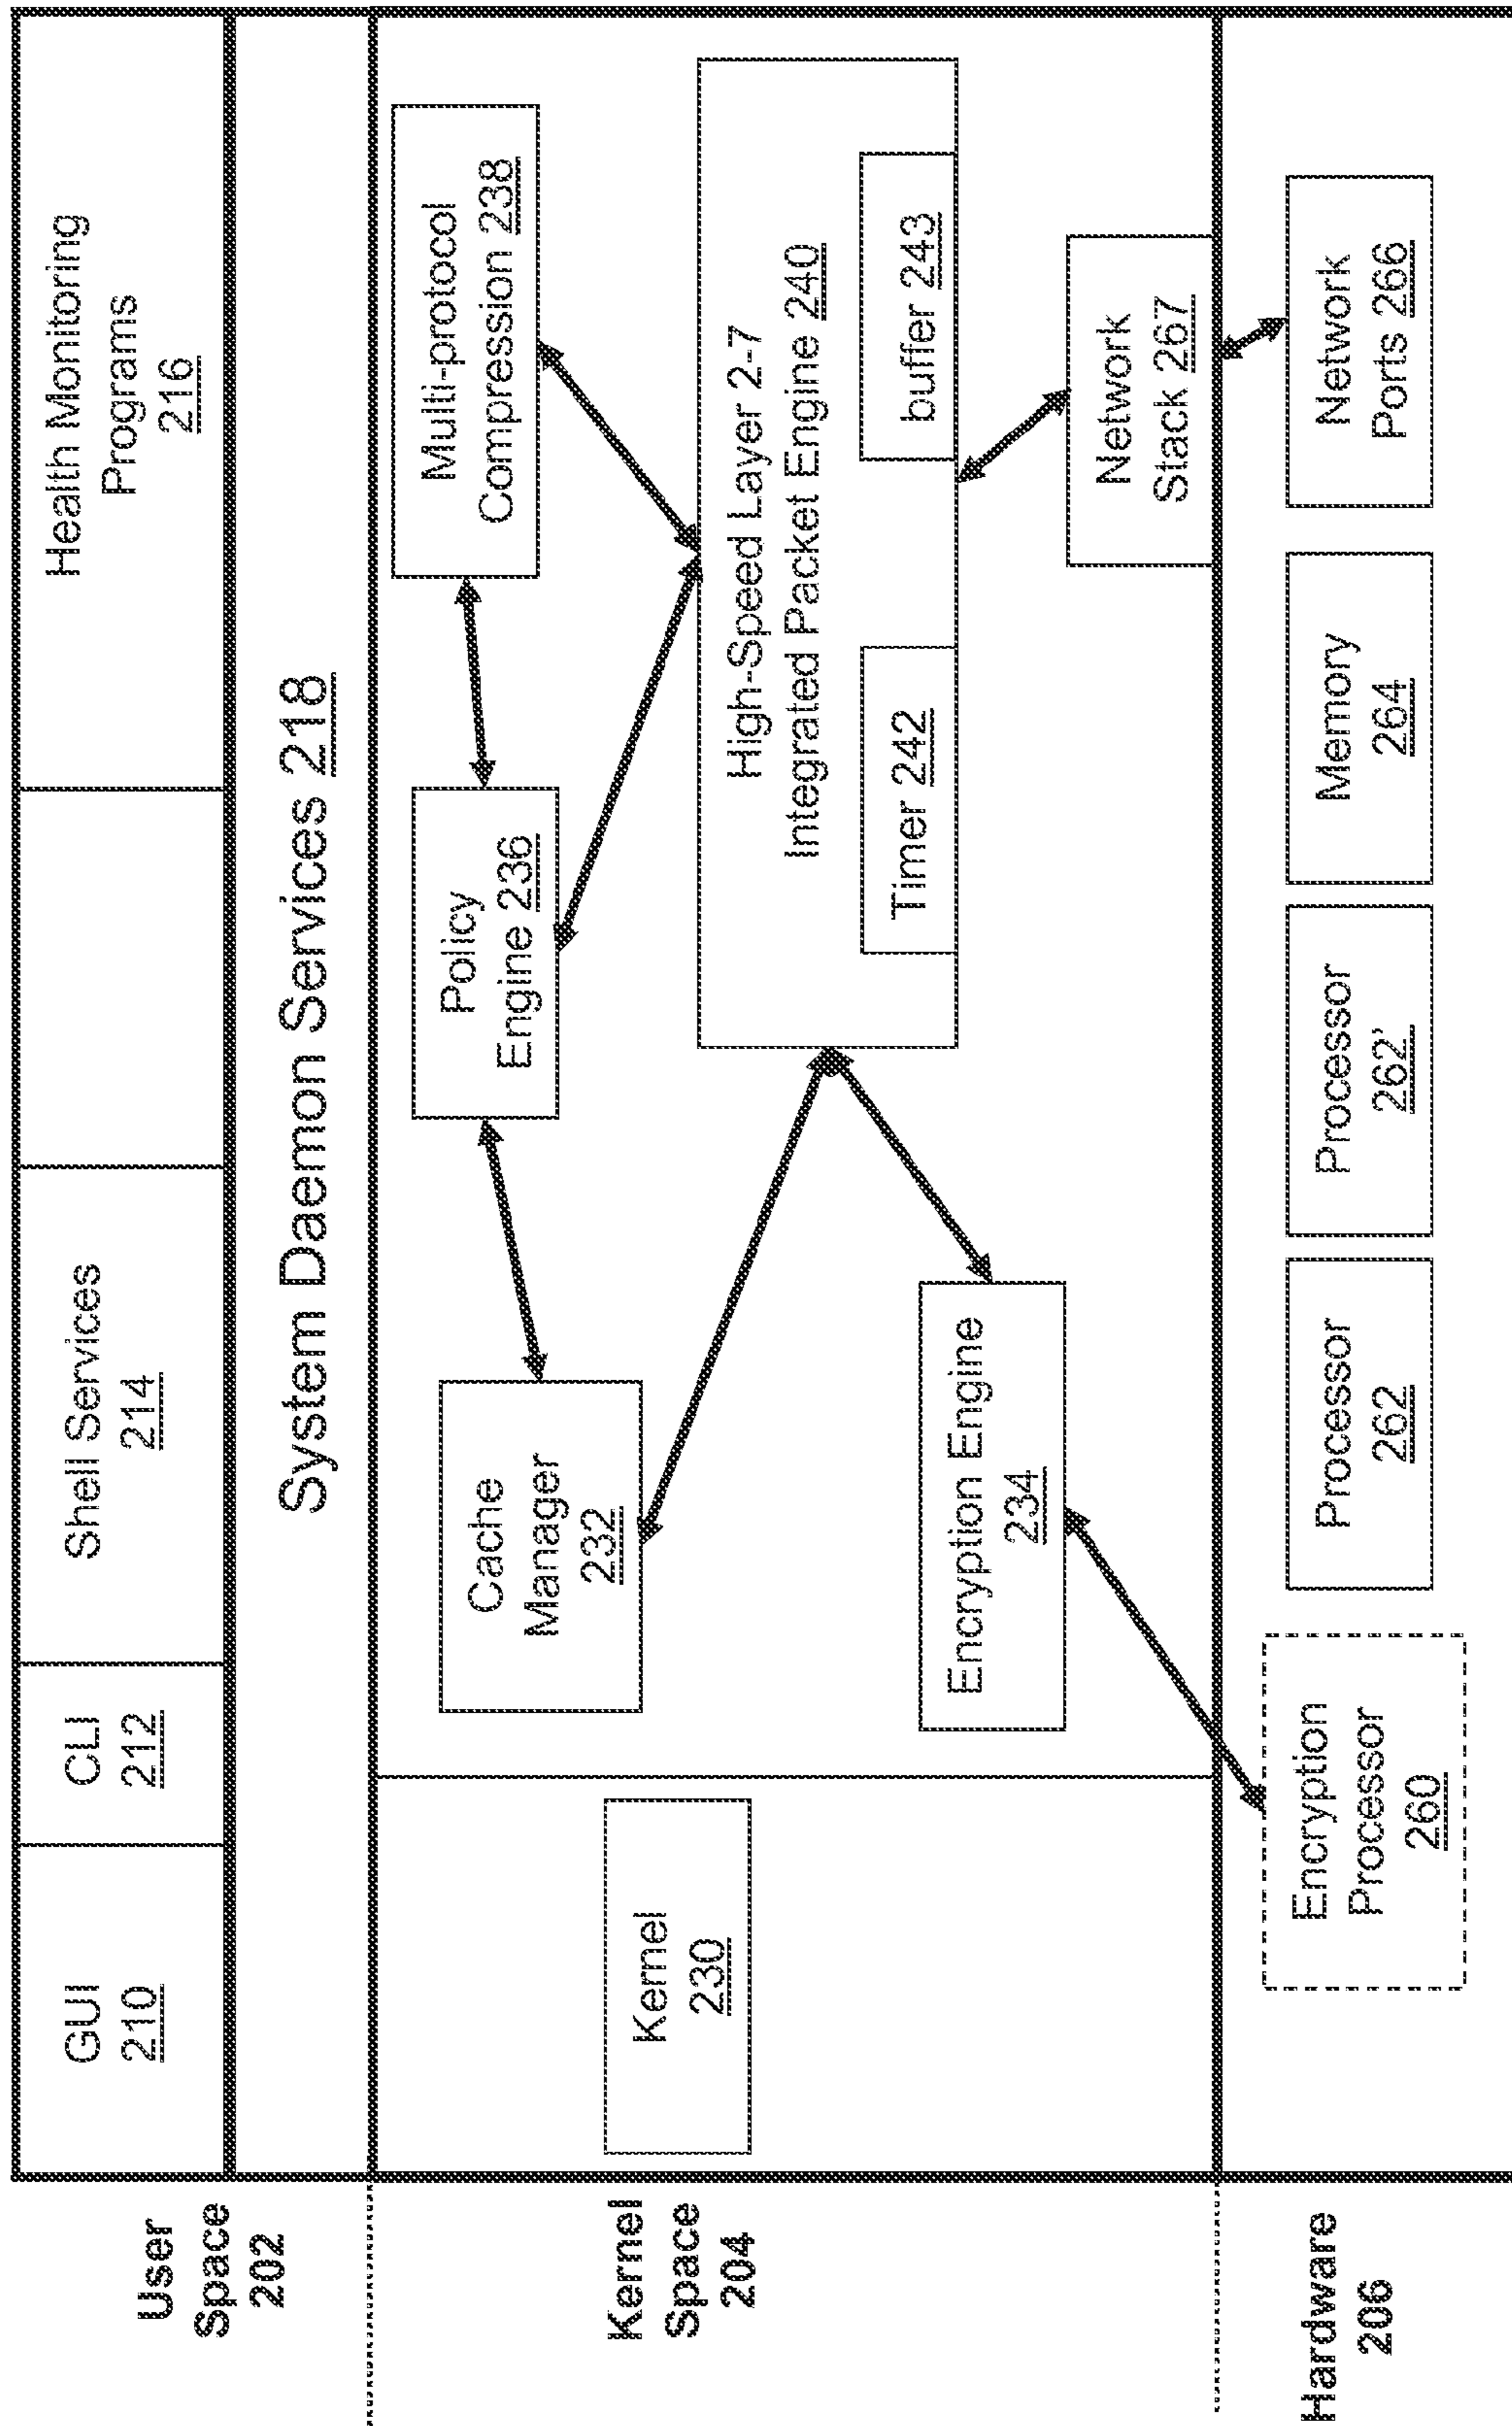 User
Space
202
GUI
210
CLI
212
Shell Services
214
Health Monitoring
Programs
216
System Daemon Services 218
Kernel
Space
204
Kernel
230
Cache
Manager
232
Policy
Engine 236
Multi-protocol
Compression 238
High-Speed Layer 2-7
Integrated Packet Engine 240
Timer 242
buffer 243
Encryption Engine
234
Network
Stack 267
Hardware
206
Encryption
Processor
260
Processor
262
Processor
262'
Memory
264
Network
Ports 266